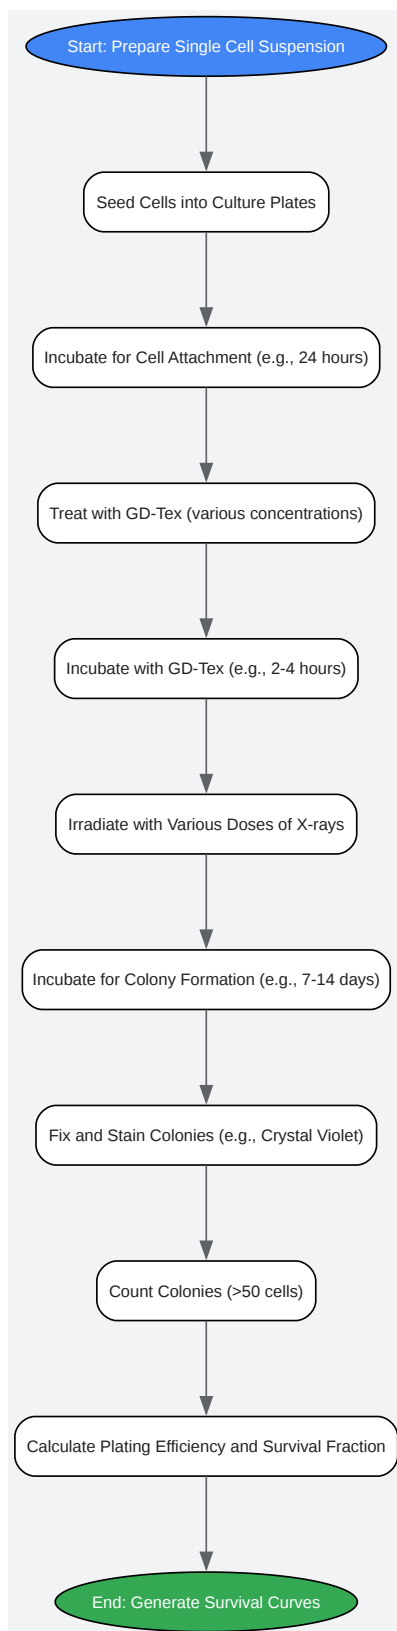 Start: Prepare Single Cell Suspension
Seed Cells into Culture Plates
Incubate for Cell Attachment (e.g., 24 hours)
Treat with GD-Tex (various concentrations)
Incubate with GD-Tex (e.g., 2-4 hours)
Irradiate with Various Doses of X-rays
Incubate for Colony Formation (e.g., 7-14 days)
Fix and Stain Colonies (e.g., Crystal Violet)
Count Colonies (>50 cells)
Calculate Plating Efficiency and Survival Fraction
End: Generate Survival Curves